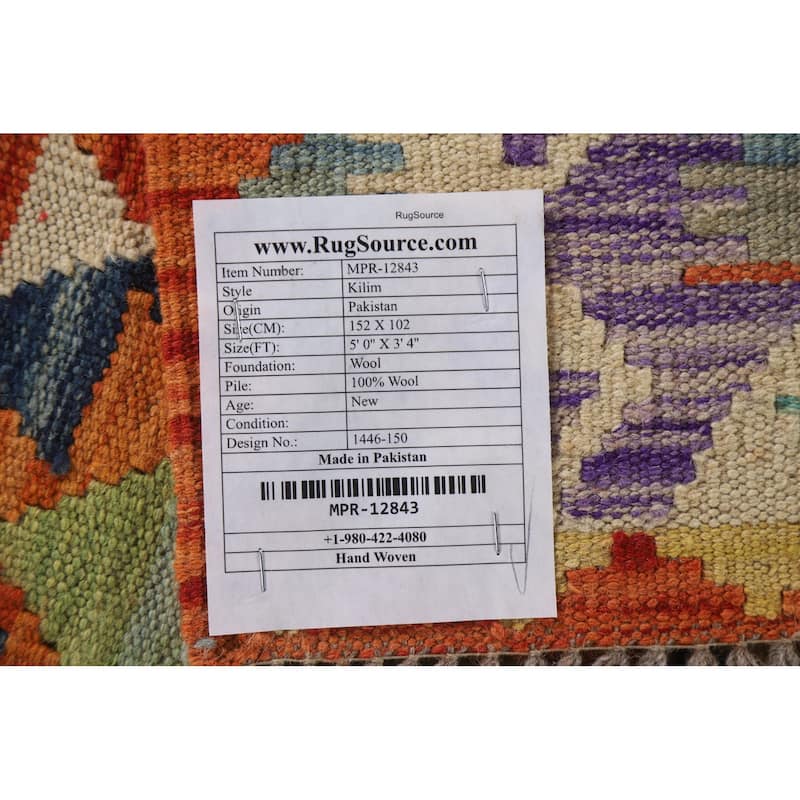 RugSource
www.RugSource.com
Item Number: MPR-12843
Style Kilim
Origin Pakistan
Size(CM): 152 X 102
Size(FT): 5' 0" X 3' 4"
Foundation: Wool
Pile: 100% Wool
Age: New
Condition:
Design No.: 1446-150
Made in Pakistan
MPR-12843
+1-980-422-4080
Hand Woven